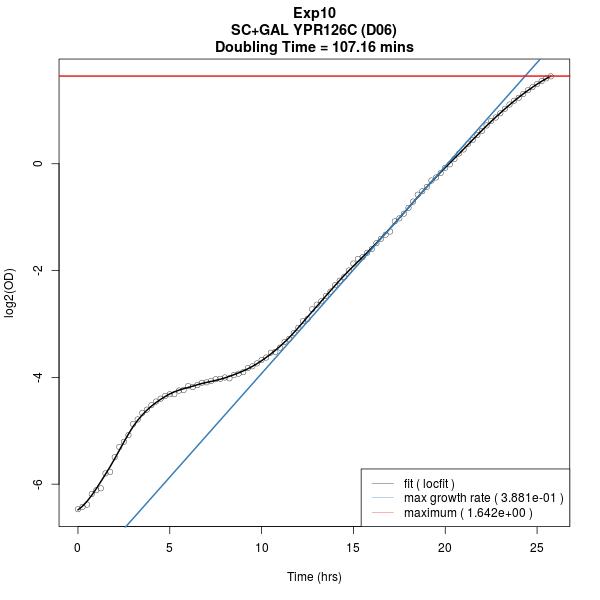 Exp10
SC+GAL YPR126C (D06)
Doubling Time = 107.16 mins
log2(OD)
0
-2
-4
-6
0 5 10 15 20 25
Time (hrs)
fit ( locfit )
max growth rate ( 3.881e-01 )
maximum ( 1.642e+00 )